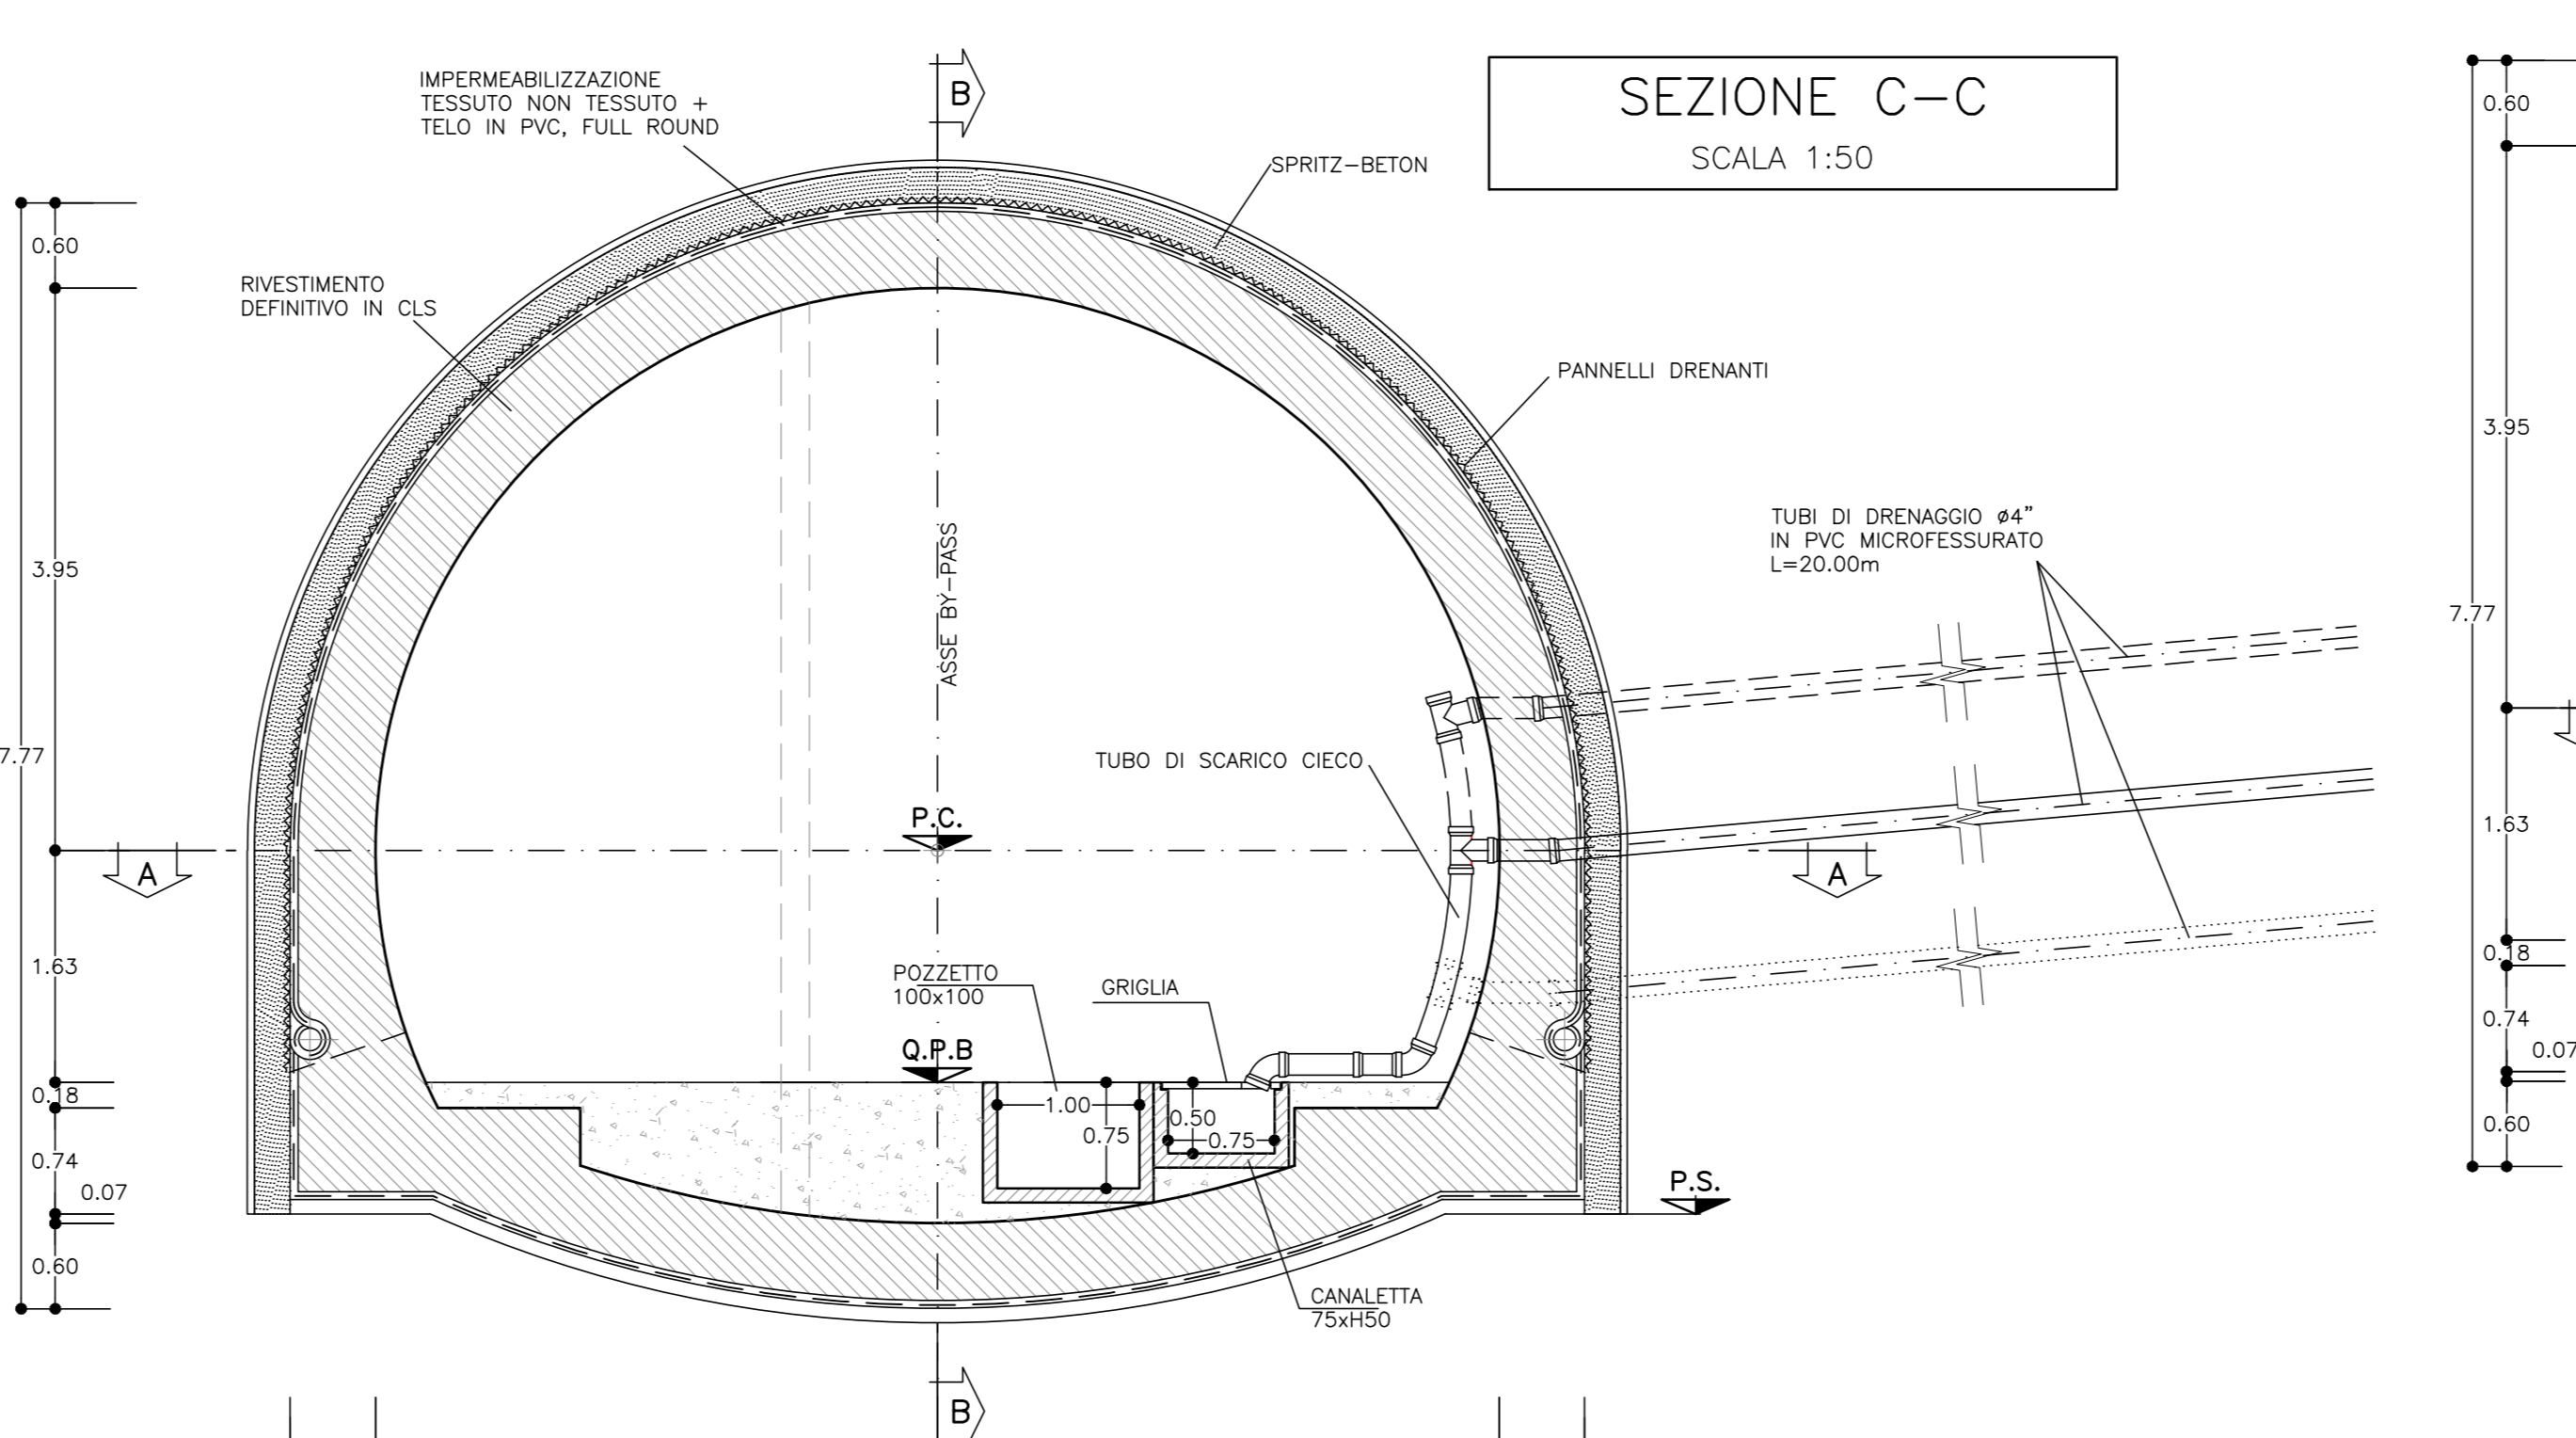 B
SEZIONE C-C
SCALA 1:50
IMPERMEABILIZZAZIONE
TESSUTO NON TESSUTO +
TELO IN PVC, FULL ROUND
SPRITZ-BETON
RIVESTIMENTO
DEFINITIVO IN CLS
PANNELLI DRENANTI
TUBI DI DRENAGGIO ø4"
IN PVC MICROFESSURATO
L=20.00m
ASSE BY-PASS
TUBO DI SCARICO CIECO
P.C.
A
A
POZZETTO
100x100
GRIGLIA
Q.P.B
1.00
0.75
0.50
0.75
P.S.
CANALETTA
75xH50
B
0.60
3.95
7.77
1.63
0.18
0.74
0.07
0.60
0.60
3.95
7.77
1.63
0.18
0.74
0.07
0.60